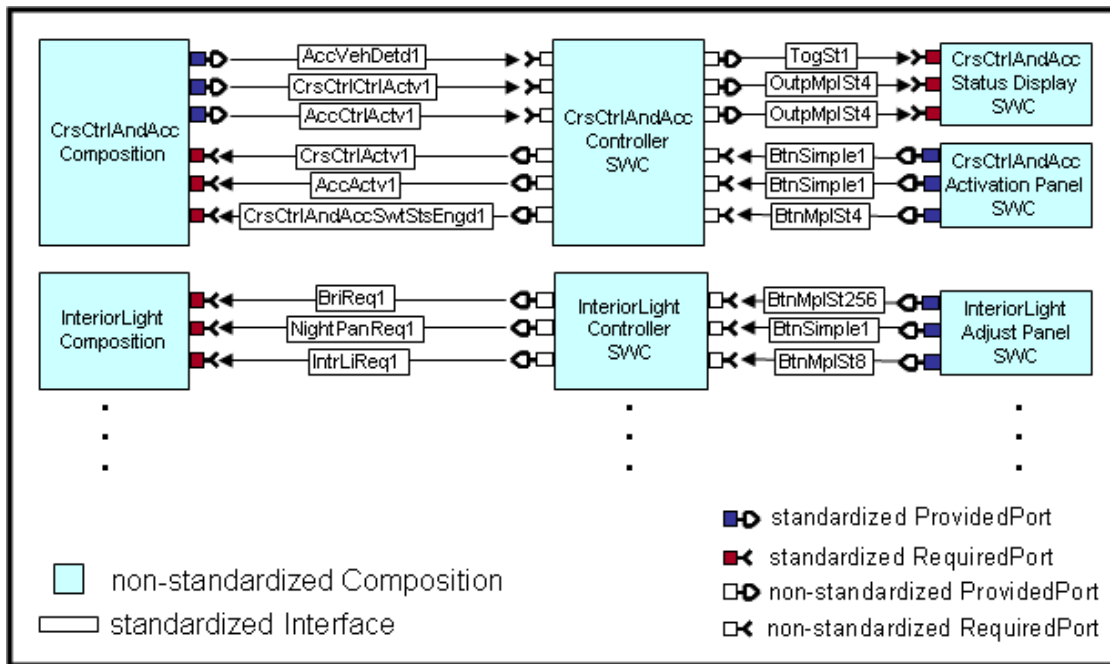 CrsCtrlAndAcc
Composition
AccVehDetd1
CrsCtrlCtrlActv1
AccCtrlActv1
CrsCtrlActv1
AccActv1
CrsCtrlAndAccSwtStsEngd1
CrsCtrlAndAcc
Controller
SWC
TogSt1
OutpMplSt4
OutpMplSt4
BtnSimple1
BtnSimple1
BtnMplSt4
CrsCtrlAndAcc
Status Display
SWC
CrsCtrlAndAcc
Activation Panel
SWC
InteriorLight
Composition
BriReq1
NightPanReq1
IntrLiReq1
InteriorLight
Controller
SWC
BtnMplSt256
BtnSimple1
BtnMplSt8
InteriorLight
Adjust Panel
SWC
non-standardized Composition
standardized Interface
standardized ProvidedPort
standardized RequiredPort
non-standardized ProvidedPort
non-standardized RequiredPort